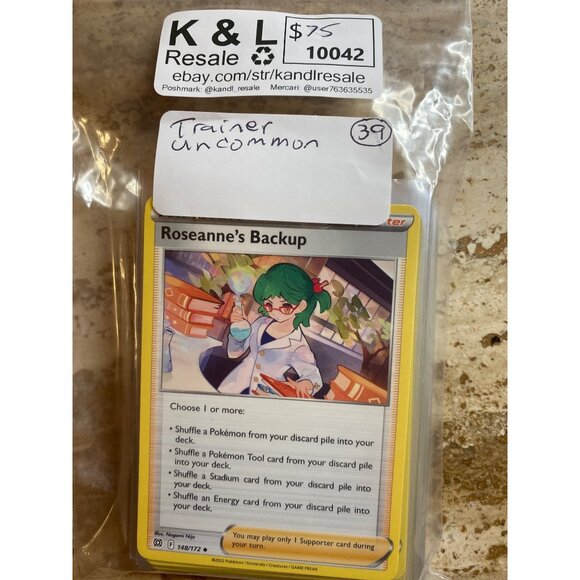 K & L
Resale
$75
10042
ebay.com/str/kandlresale
Poshmark: @kandl_resale Mercari: @user763635535
Trainer
uncommon
39
Roseanne's Backup
Choose 1 or more:
• Shuffle a Pokémon from your discard pile into your
deck.
• Shuffle a Pokémon Tool card from your discard pile
into your deck.
• Shuffle a Stadium card from your discard pile into
your deck.
• Shuffle an Energy card from your discard pile into
your deck.
Illus. Nagomi Nijo
F 148/172
You may play only 1 Supporter card during
your turn.
©2022 Pokémon / Nintendo / Creatures / GAME FREAK